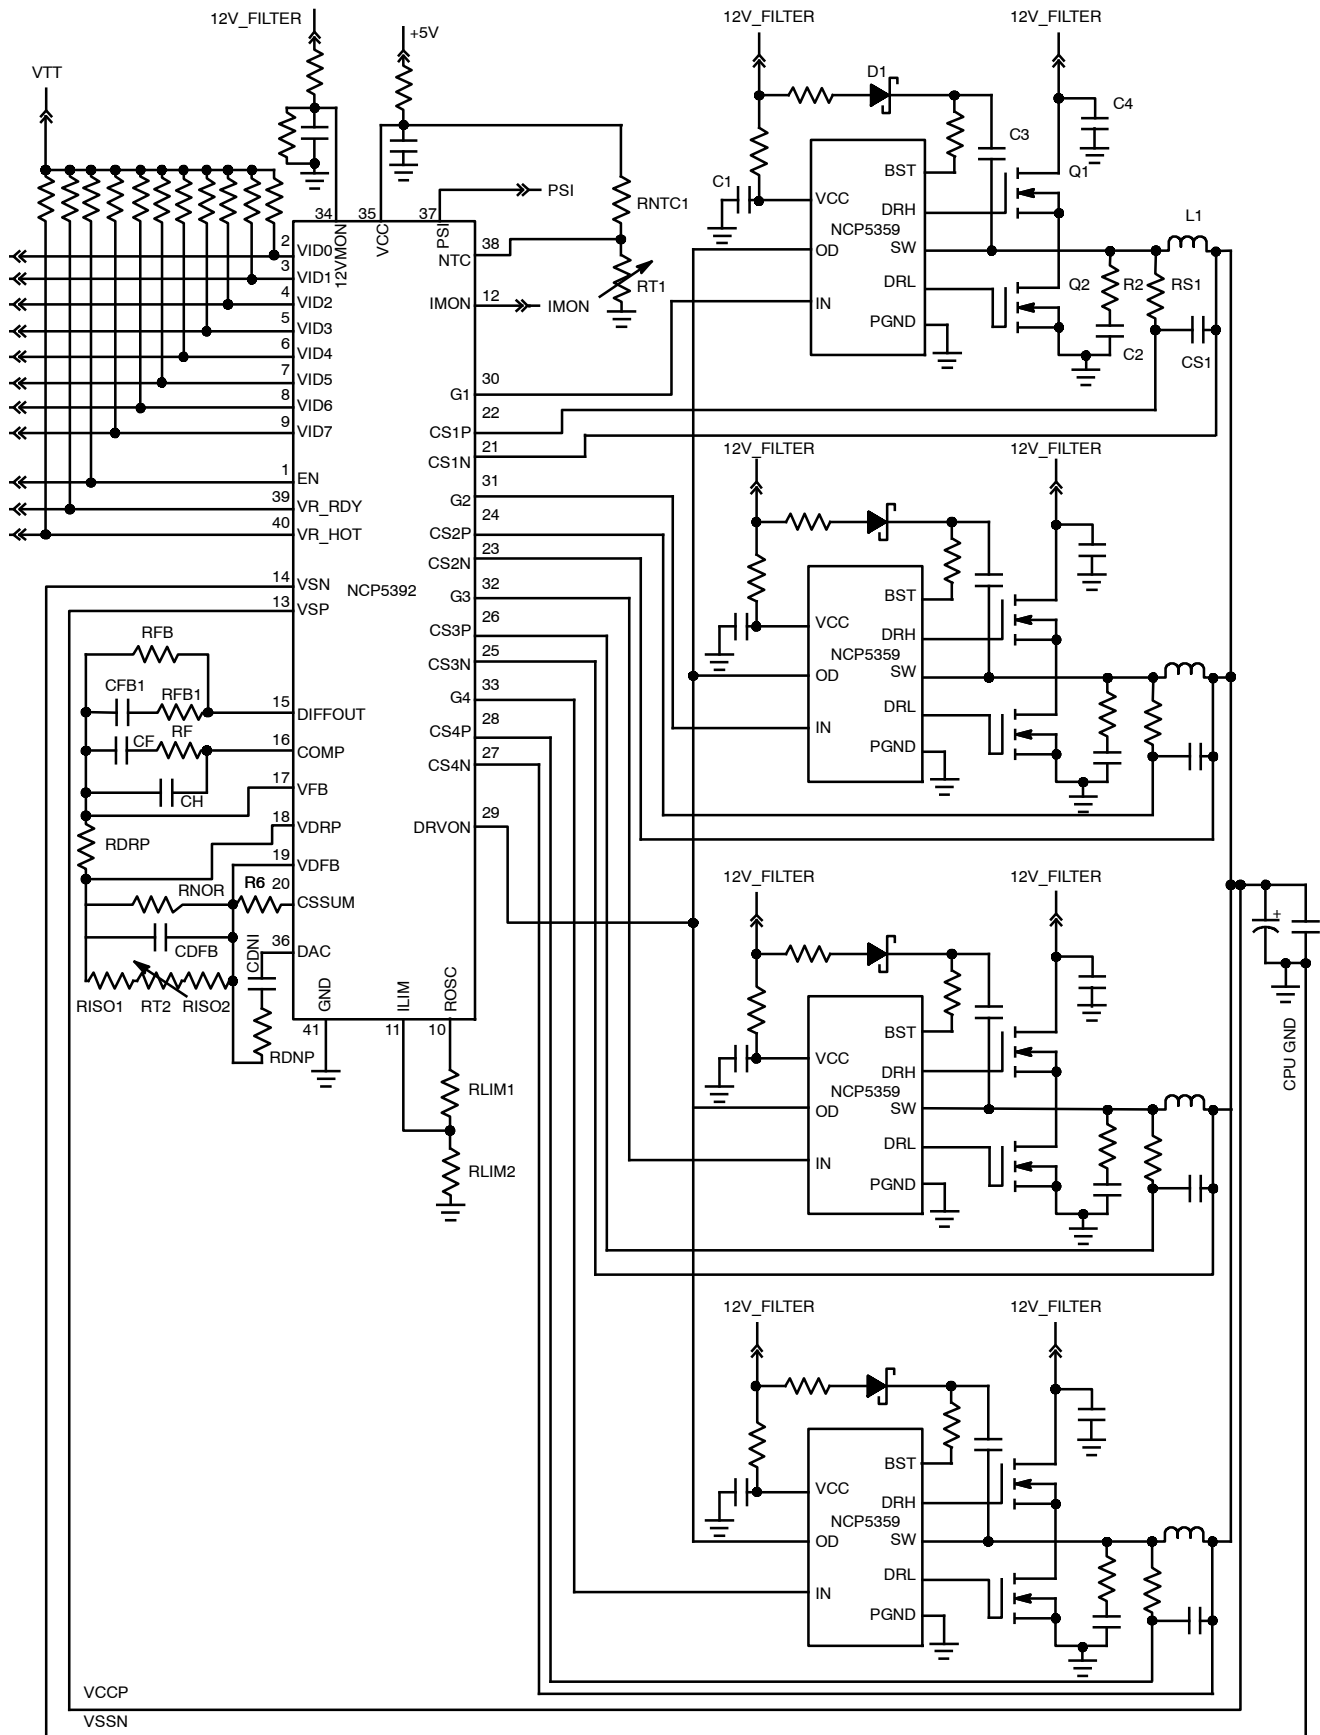 12V_FILTER
+5V
VTT
34
35
37
12VMON
VCC
PSI
PSI
RNTC1
38
NTC
RT1
12
IMON
IMON
2
VID0
3
VID1
4
VID2
5
VID3
6
VID4
7
VID5
8
VID6
9
VID7
1
EN
39
VR_RDY
40
VR_HOT
14
VSN
13
VSP
NCP5392
30
G1
22
CS1P
21
CS1N
31
G2
24
CS2P
23
CS2N
32
G3
26
CS3P
25
CS3N
33
G4
28
CS4P
27
CS4N
29
DRVON
RFB
CFB1
RFB1
15
DIFFOUT
CF
RF
16
COMP
CH
17
VFB
18
VDRP
RDRP
19
VDFB
RNOR
R6
20
CSSUM
CDFB
CDNI
36
DAC
RISO1
RT2
RISO2
RDNP
GND
ILIM
ROSC
41
11
10
RLIM1
RLIM2
12V_FILTER
12V_FILTER
D1
C4
C3
C1
BST
VCC
DRH
NCP5359
OD
SW
DRL
IN
PGND
Q1
Q2
R2
C2
RS1
L1
CS1
12V_FILTER
12V_FILTER
BST
VCC
DRH
NCP5359
OD
SW
DRL
IN
PGND
12V_FILTER
12V_FILTER
BST
VCC
DRH
NCP5359
OD
SW
DRL
IN
PGND
+
CPU GND
12V_FILTER
12V_FILTER
BST
VCC
DRH
NCP5359
OD
SW
DRL
IN
PGND
VCCP
VSSN